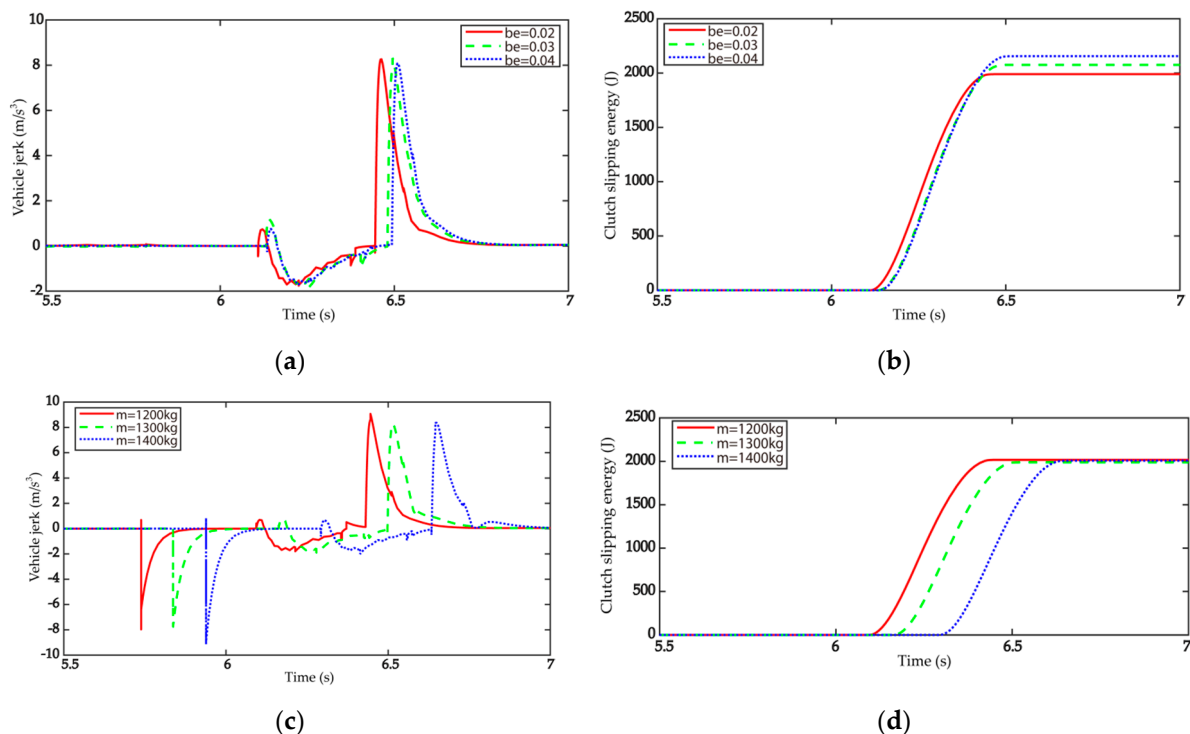 10
8
6
4
2
0
-2
Vehicle jerk (m/s³)
be=0.02
be=0.03
be=0.04
5.5 6 6.5 7
Time (s)
(a)
2500
2000
1500
1000
500
0
Clutch slipping energy (J)
be=0.02
be=0.03
be=0.04
5.5 6 6.5 7
Time (s)
(b)
10
8
6
4
2
0
-2
-4
-6
-8
-10
Vehicle jerk (m/s³)
m=1200kg
m=1300kg
m=1400kg
5.5 6 6.5 7
Time (s)
(c)
2500
2000
1500
1000
500
0
Clutch slipping energy (J)
m=1200kg
m=1300kg
m=1400kg
5.5 6 6.5 7
Time (s)
(d)